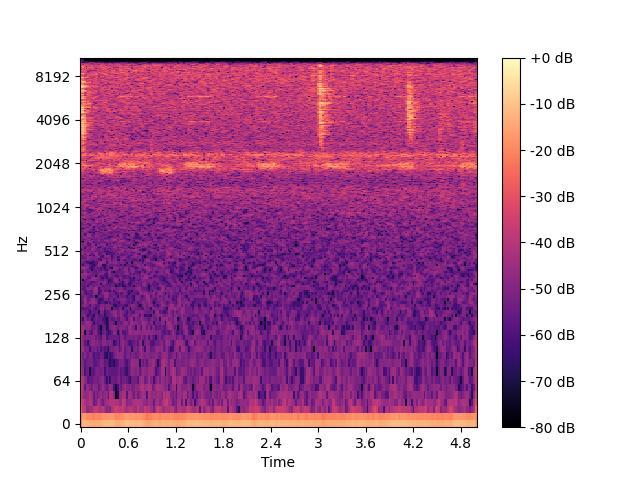 8192
4096
2048
1024
512
256
128
64
0
Hz
0 0.6 1.2 1.8 2.4 3 3.6 4.2 4.8
Time
+0 dB
-10 dB
-20 dB
-30 dB
-40 dB
-50 dB
-60 dB
-70 dB
-80 dB